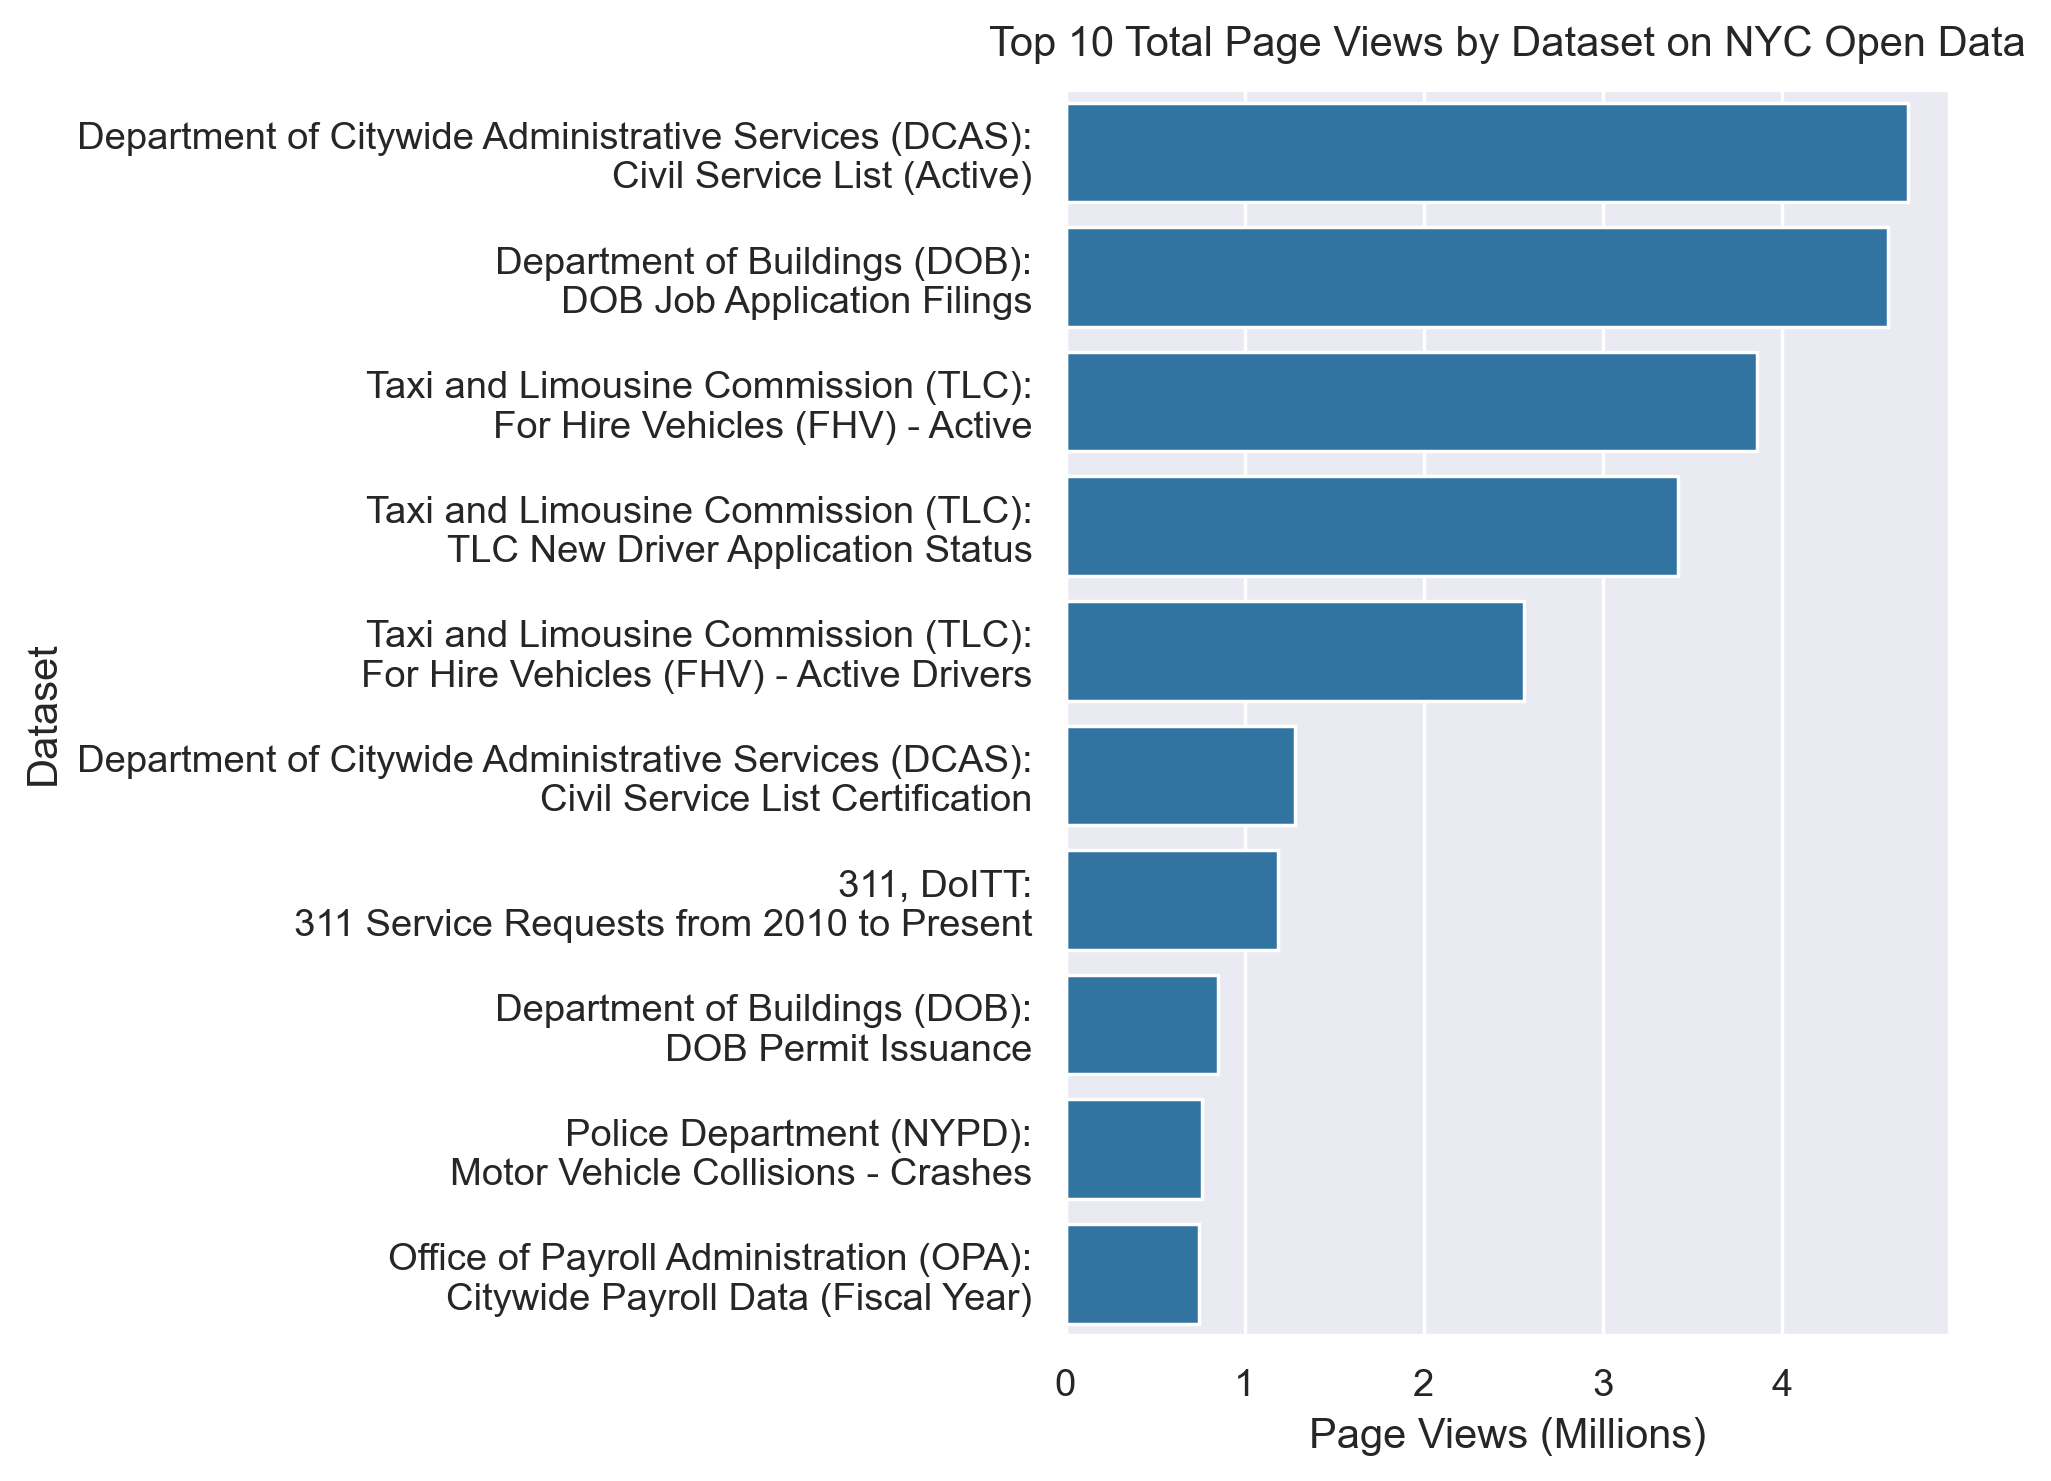 Top 10 Total Page Views by Dataset on NYC Open Data
Department of Citywide Administrative Services (DCAS):
Civil Service List (Active)
Department of Buildings (DOB):
DOB Job Application Filings
Taxi and Limousine Commission (TLC):
For Hire Vehicles (FHV) - Active
Taxi and Limousine Commission (TLC):
TLC New Driver Application Status
Taxi and Limousine Commission (TLC):
For Hire Vehicles (FHV) - Active Drivers
Department of Citywide Administrative Services (DCAS):
Civil Service List Certification
311, DoITT:
311 Service Requests from 2010 to Present
Department of Buildings (DOB):
DOB Permit Issuance
Police Department (NYPD):
Motor Vehicle Collisions - Crashes
Office of Payroll Administration (OPA):
Citywide Payroll Data (Fiscal Year)
Dataset
0 1 2 3 4
Page Views (Millions)